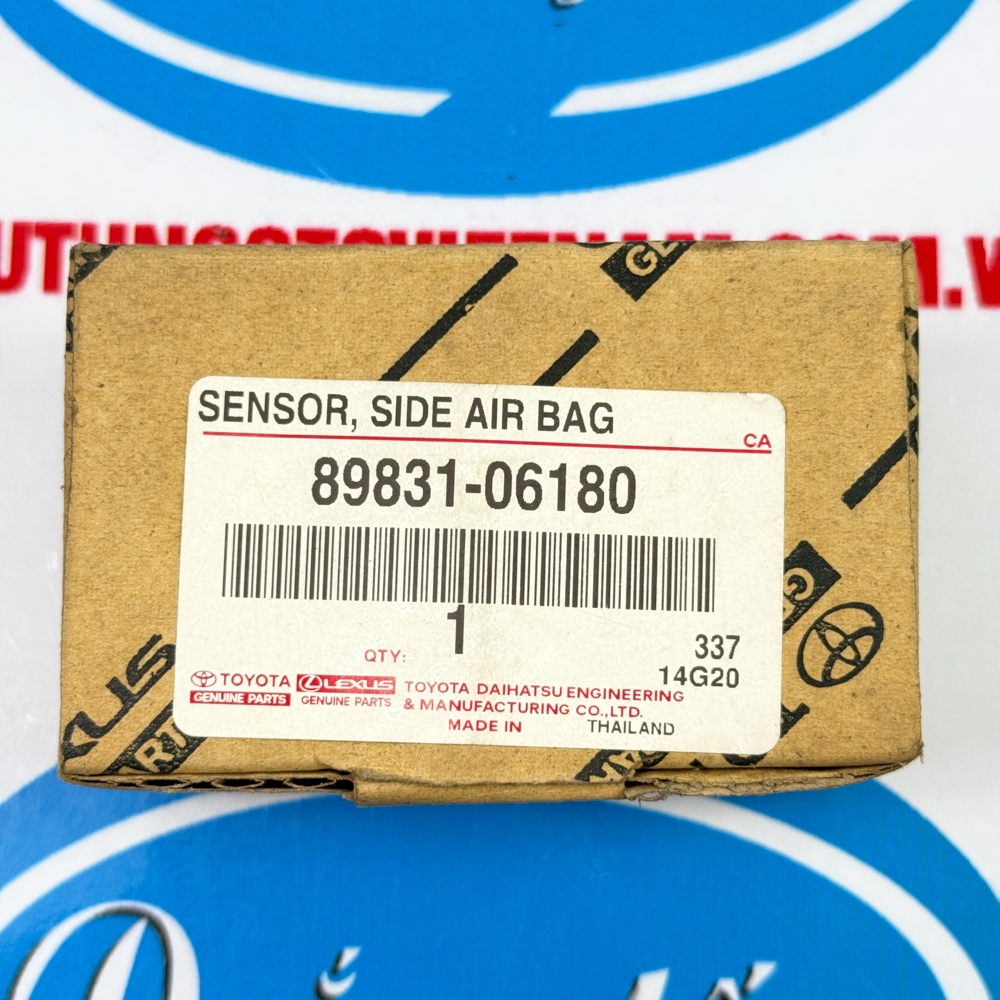 SENSOR, SIDE AIR BAG
CA
89831-06180
1
QTY:
337
14G20
TOYOTA
GENUINE PARTS
LEXUS
GENUINE PARTS
TOYOTA DAIHATSU ENGINEERING
& MANUFACTURING CO.,LTD.
MADE IN THAILAND